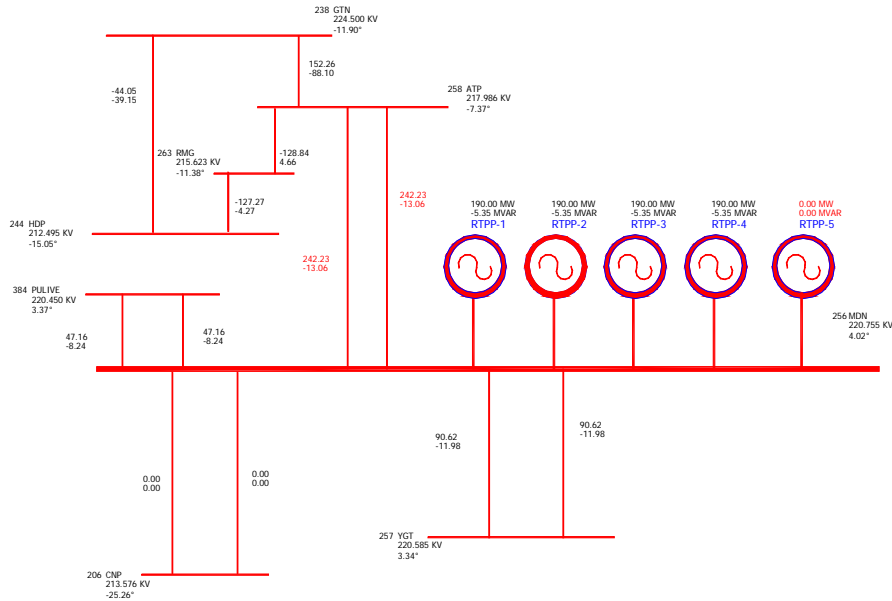 238 GTN
224.500 KV
-11.90°
152.26
-88.10
-44.05
-39.15
258 ATP
217.986 KV
-7.37°
263 RMG
215.623 KV
-11.38°
-128.84
4.66
-127.27
-4.27
242.23
-13.06
244 HDP
212.495 KV
-15.05°
242.23
-13.06
190.00 MW
-5.35 MVAR
RTPP-1
190.00 MW
-5.35 MVAR
RTPP-2
190.00 MW
-5.35 MVAR
RTPP-3
190.00 MW
-5.35 MVAR
RTPP-4
0.00 MW
0.00 MVAR
RTPP-5
384 PULIVE
220.450 KV
3.37°
47.16
-8.24
47.16
-8.24
256 MDN
220.755 KV
4.02°
90.62
-11.98
90.62
-11.98
0.00
0.00
0.00
0.00
257 YGT
220.585 KV
3.34°
206 CNP
213.576 KV
-25.26°